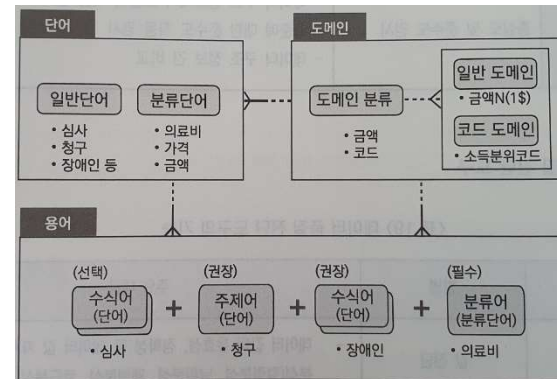 단어
일반단어
• 심사
• 청구
• 장애인 등
분류단어
• 의료비
• 가격
• 금액
도메인
도메인 분류
• 금액
• 코드
일반 도메인
• 금액N(1$)
코드 도메인
• 소득분위코드
용어
(선택)
수식어
(단어)
• 심사
+
(권장)
주제어
(단어)
• 청구
+
(권장)
수식어
(단어)
• 장애인
+
(필수)
분류어
(분류단어)
• 의료비